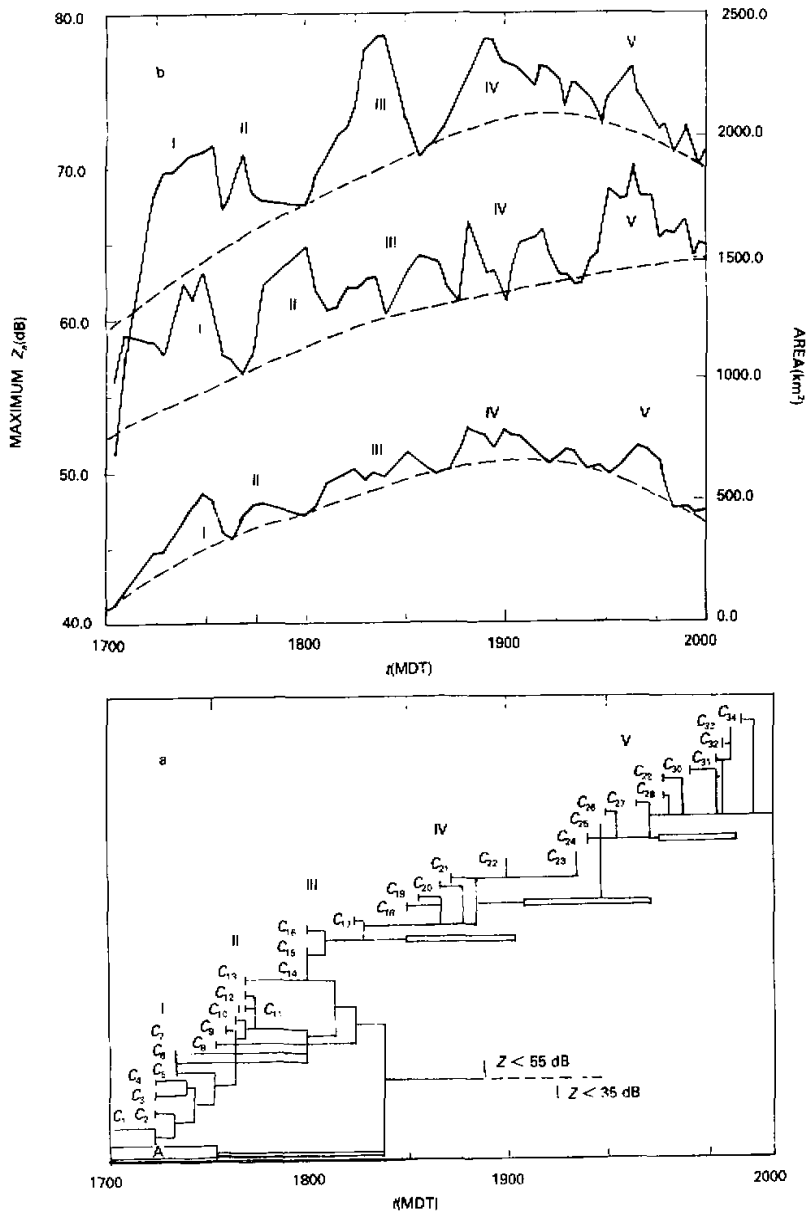 80.0
2500.0
b
V
I
II
III
IV
2000.0
70.0
III
IV
V
1500.0
60.0
I
II
MAXIMUM Zₑ(dB)
AREA(km²)
1000.0
50.0
I
II
III
IV
V
500.0
40.0
0.0
1700
1800
1900
2000
t(MDT)
a
V
IV
III
II
I
C₃₃ C₃₄
C₃₂
C₃₀ C₃₁
C₂₈
C₂₆ C₂₇
C₂₅
C₂₄
C₂₁ C₂₂ C₂₃
C₁₉ C₂₀
C₁₈
C₁₇
C₁₆
C₁₅
C₁₃ C₁₄
C₁₂
C₁₀ C₁₁
C₉
C₇
C₆ C₈
C₅
C₄
C₃
C₁ C₂
A
Z < 55 dB
Z < 35 dB
1700
1800
1900
2000
t(MDT)